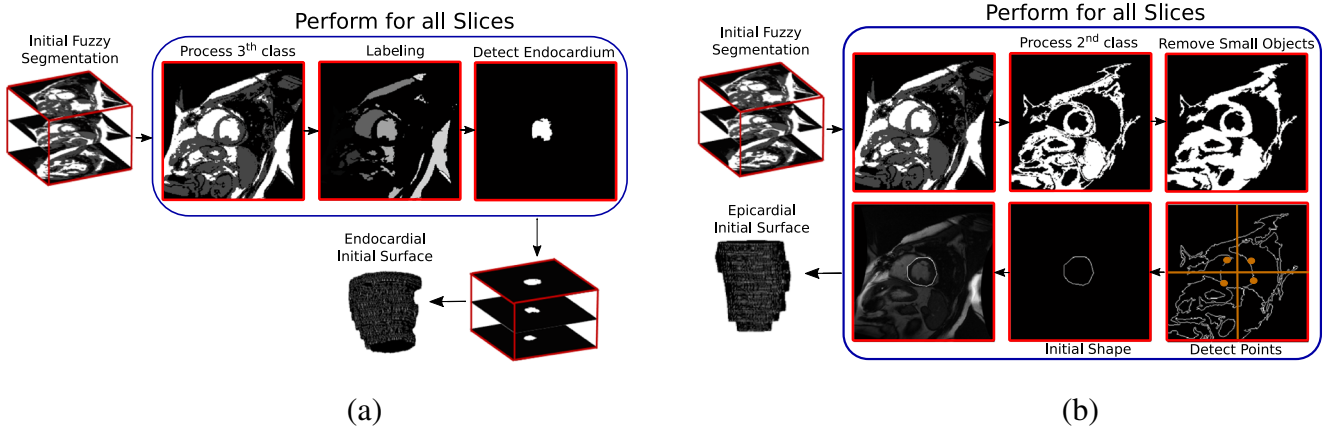 Perform for all Slices
Initial Fuzzy
Segmentation
Process 3th class
Labeling
Detect Endocardium
Endocardial
Initial Surface
(a)
Perform for all Slices
Initial Fuzzy
Segmentation
Process 2nd class
Remove Small Objects
Epicardial
Initial Surface
Initial Shape
Detect Points
(b)